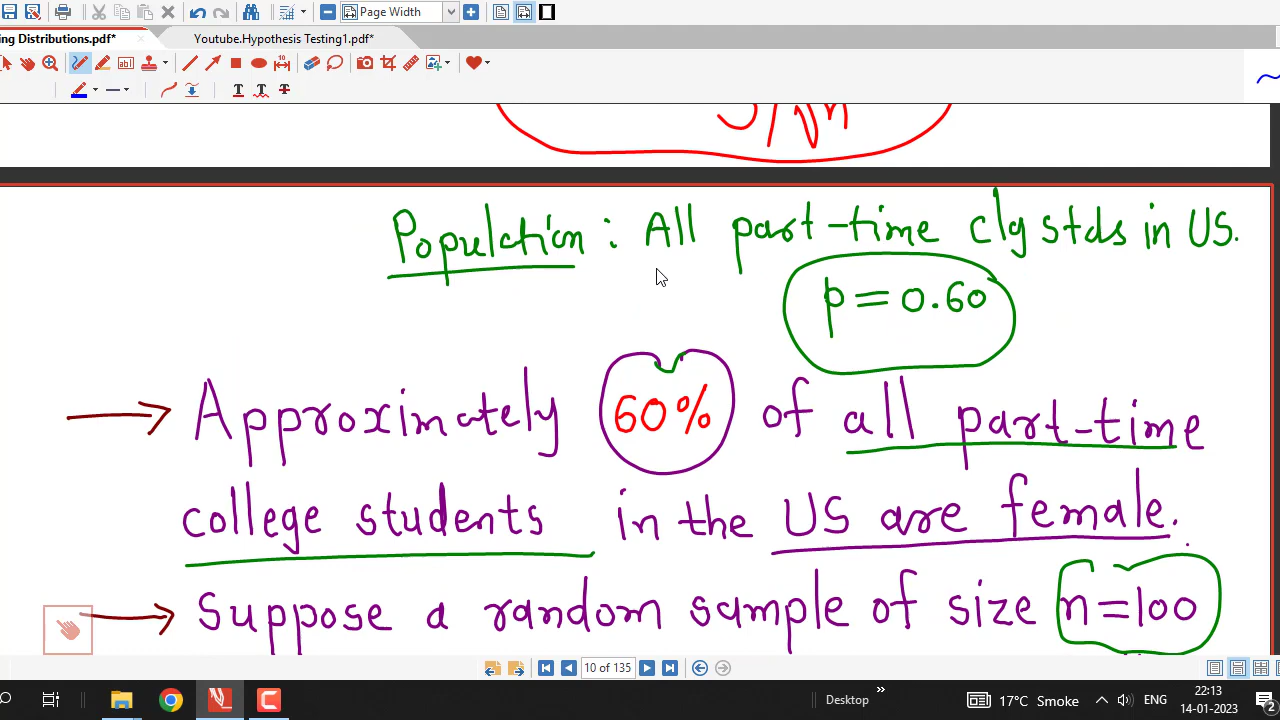 Page Width
ing Distributions.pdf*
Youtube.Hypothesis Testing1.pdf*
10
T T T
S/√n
Population : All part-time clg stds in US.
p = 0.60
Approximately 60% of all part-time
college students in the US are female.
Suppose a random sample of size n = 100
10 of 135
Desktop
17°C Smoke
ENG
22:13
14-01-2023
2